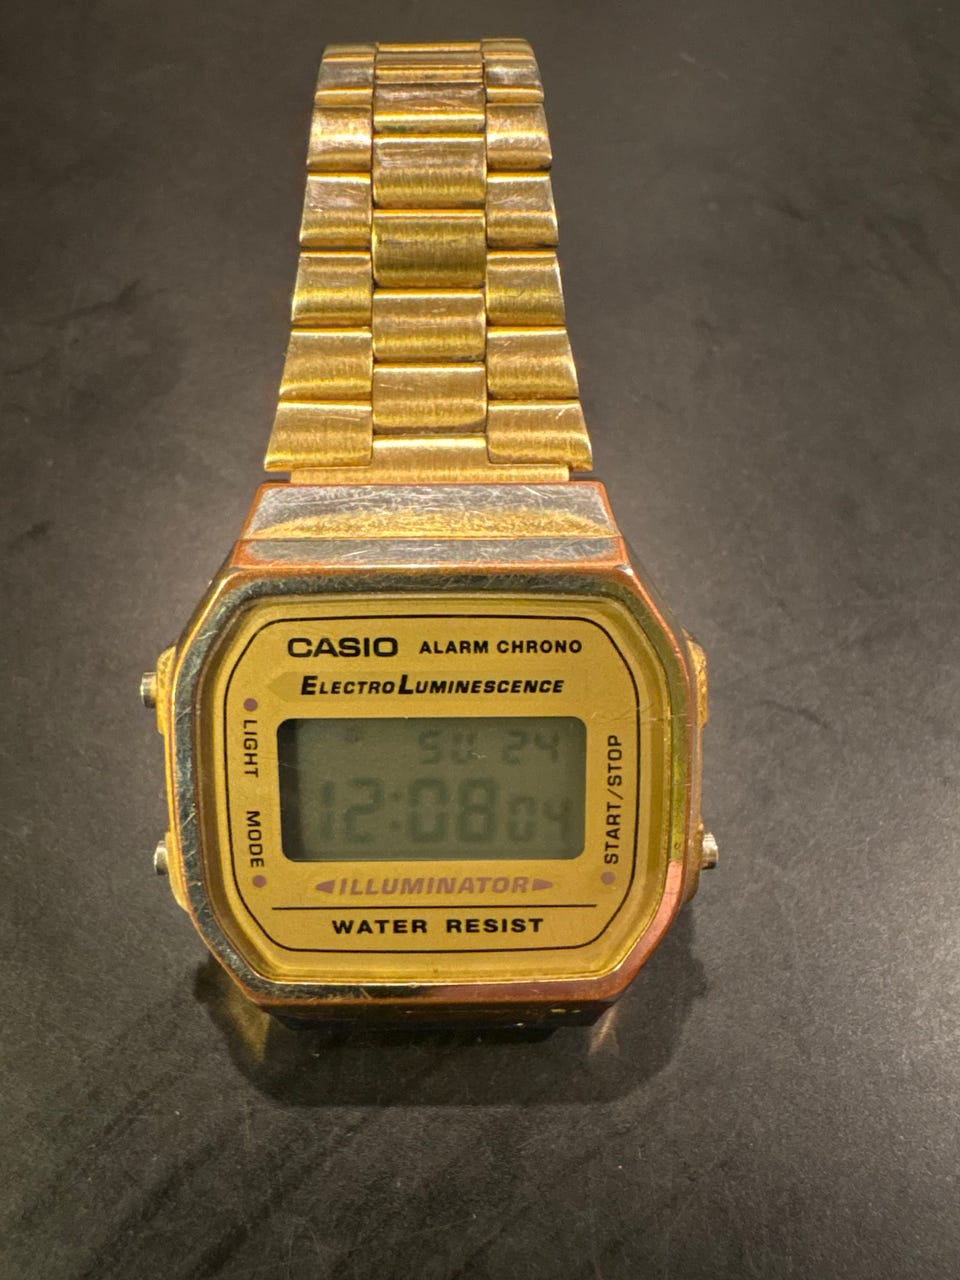 CASIO ALARM CHRONO
ELECTROLUMINESCENCE
LIGHT
SU 24
12:08 04
START/STOP
MODE
ILLUMINATOR
WATER RESIST